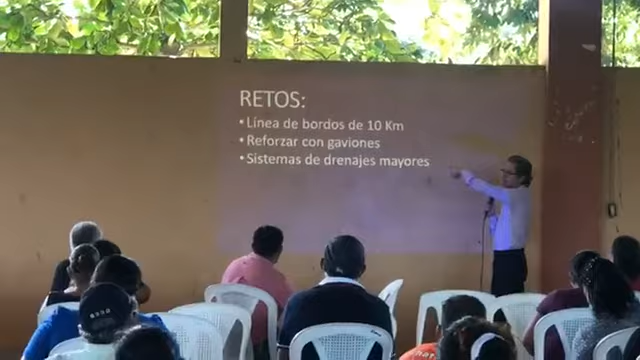 RETOS:
•Línea de bordos de 10 Km
•Reforzar con gaviones
•Sistemas de drenajes mayores